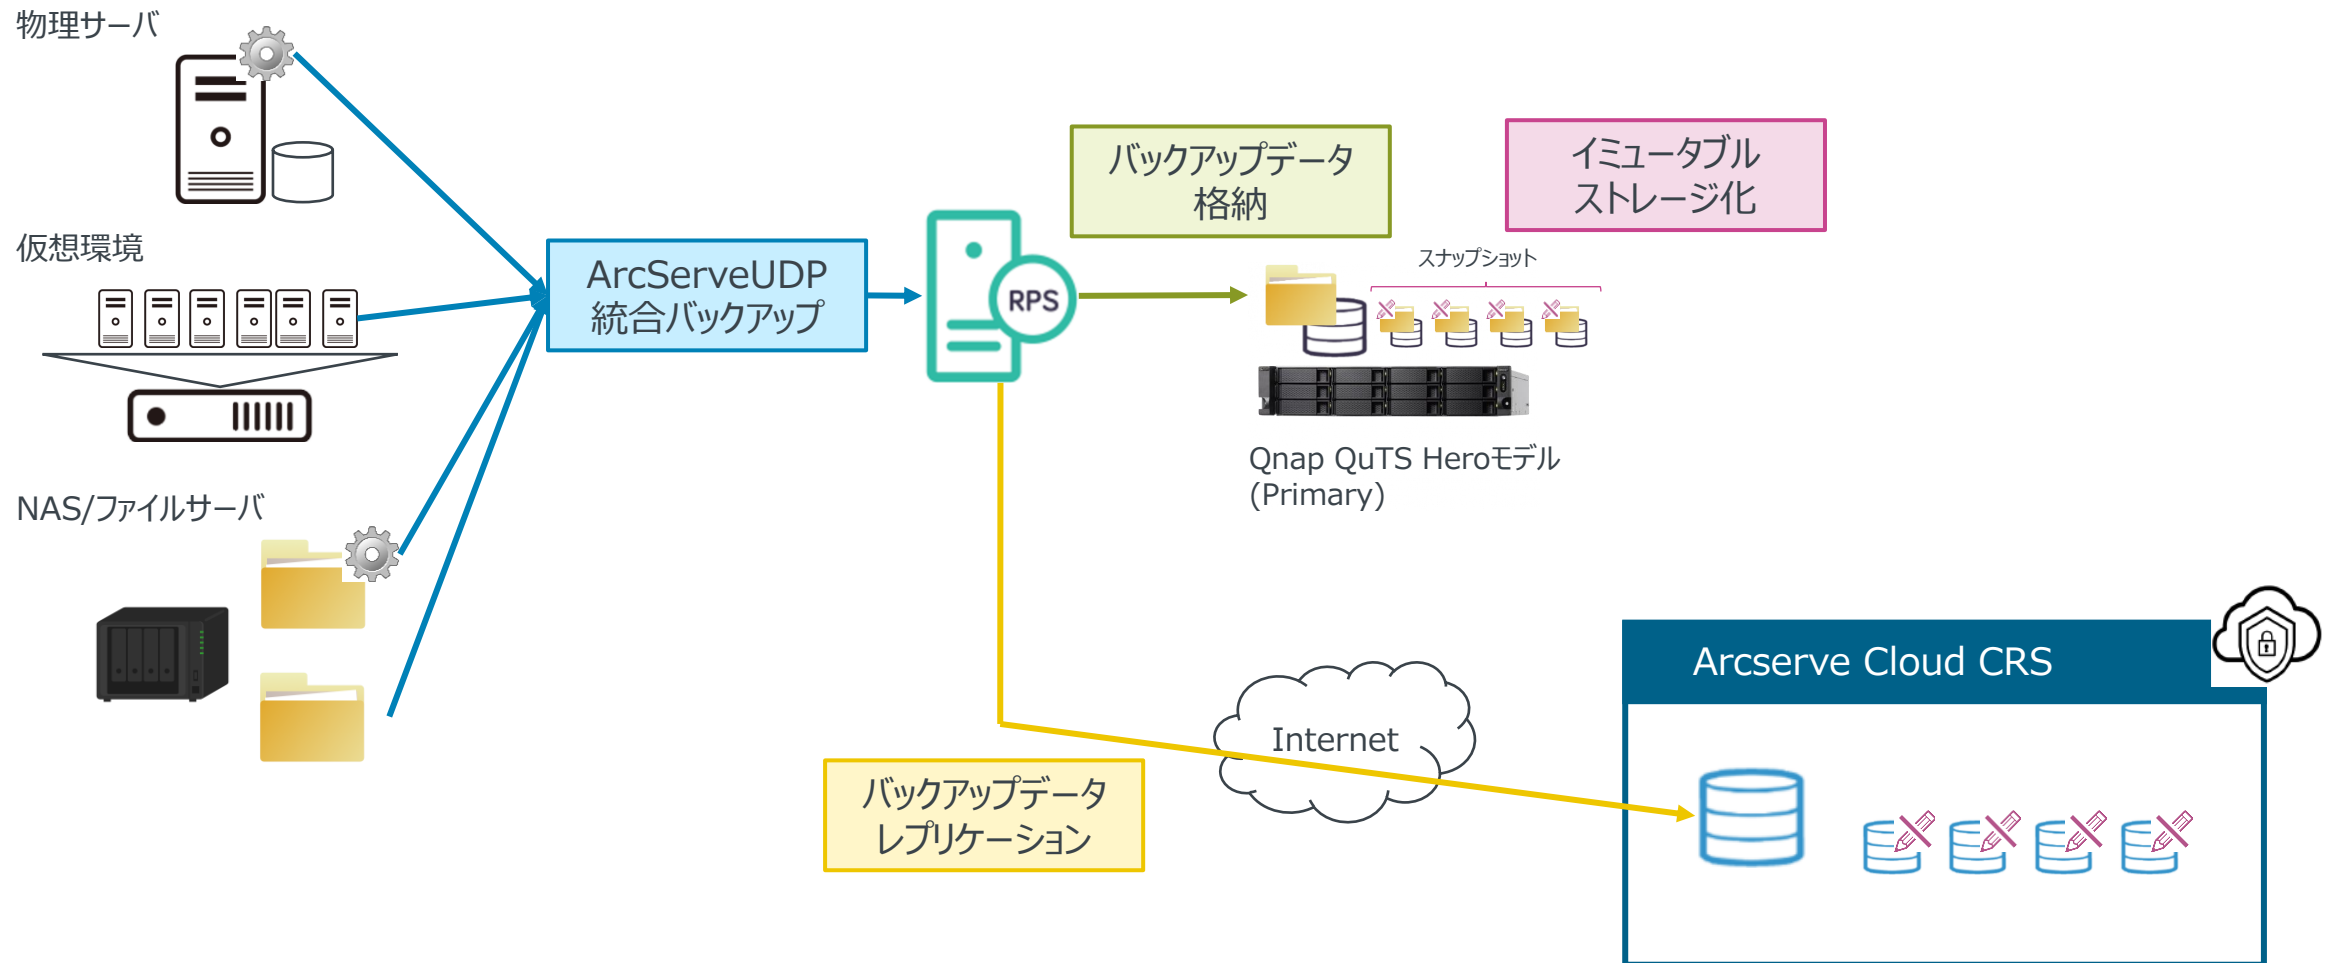 物理サーバ
仮想環境
NAS/ファイルサーバ
ArcServeUDP
統合バックアップ
RPS
バックアップデータ
格納
イミュータブル
ストレージ化
スナップショット
Qnap QuTS Heroモデル
(Primary)
バックアップデータ
レプリケーション
Internet
Arcserve Cloud CRS